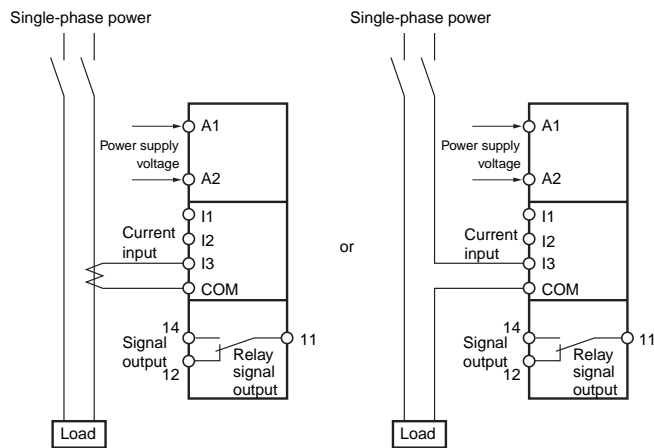 Single-phase power
A1
Power supply
voltage
A2
I1
I2
Current
input
I3
COM
14
11
Signal
output
12
Relay
signal
output
Load
or
Single-phase power
A1
Power supply
voltage
A2
I1
I2
Current
input
I3
COM
14
11
Signal
output
12
Relay
signal
output
Load